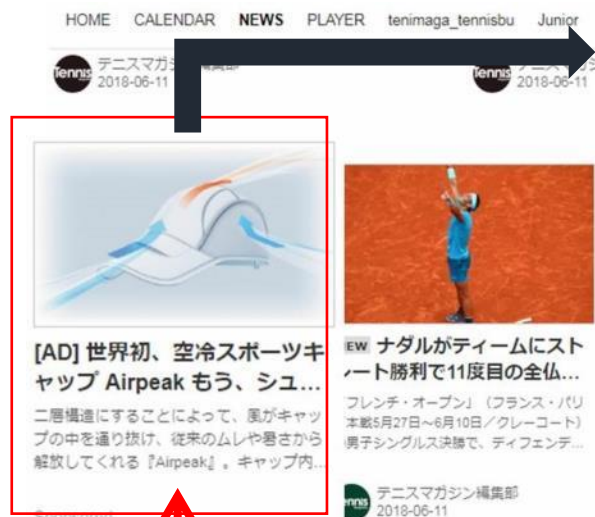 HOME CALENDAR NEWS PLAYER tenimaga_tennisbu Junior
Tennis
テニスマガジン編集部
2018-06-11
Tennis
2018-06-11
[AD] 世界初、空冷スポーツキ
ャップ Airpeak もう、シュ...
二層構造にすることによって、風がキャッ
プの中を通り抜け、従来のムレや暑さから
解放してくれる『Airpeak』。キャップ内...
EW ナダルがティームにスト
レート勝利で11度目の全仏...
フレンチ・オープン」（フランス・パリ
本戦5月27日～6月10日／クレーコート）
男子シングルス決勝で、ディフェンデ...
テニスマガジン編集部
2018-06-11